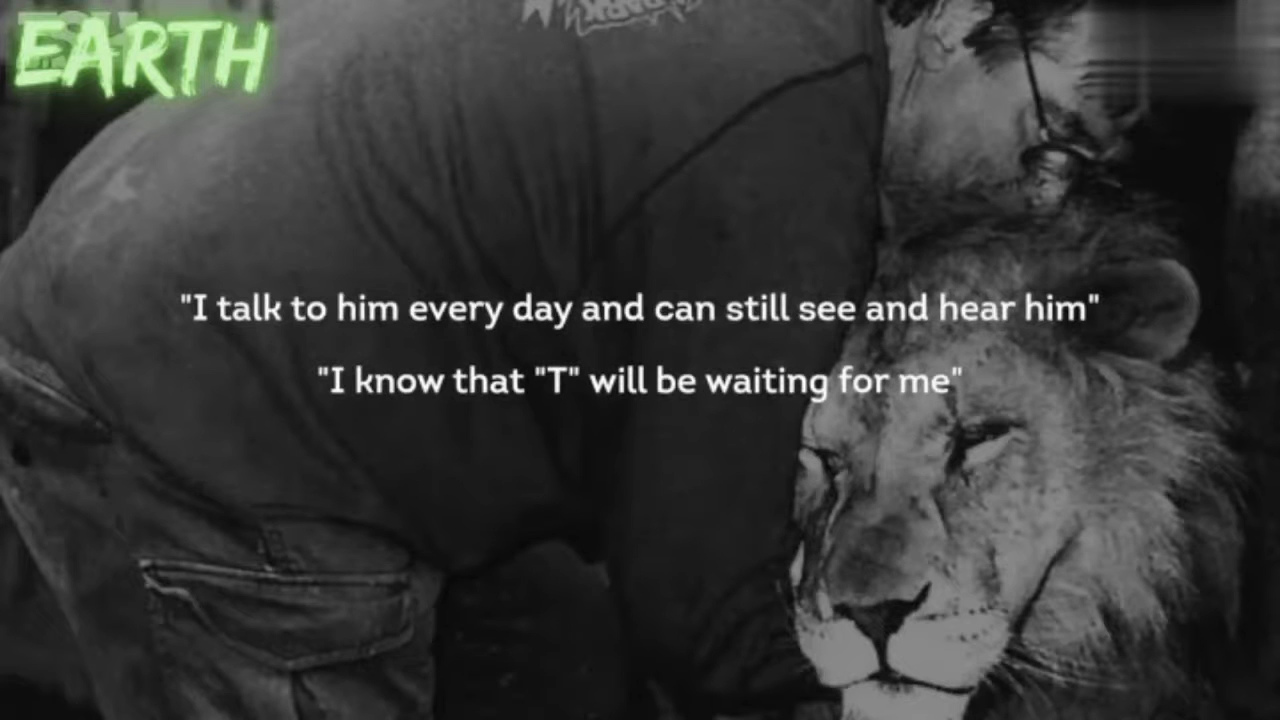 EARTH
PARK
"I talk to him every day and can still see and hear him"
"I know that "T" will be waiting for me"